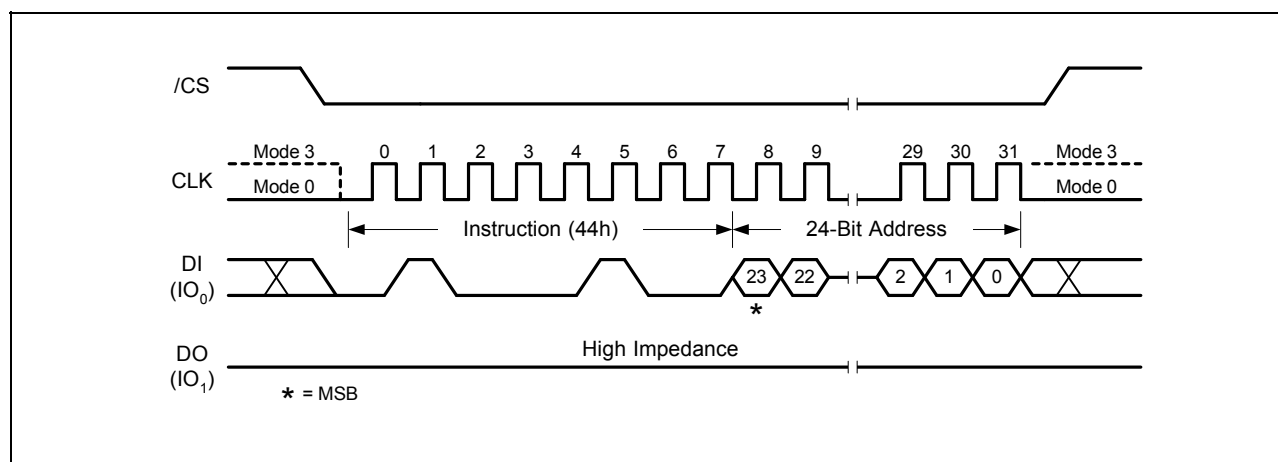 /CS
Mode 3 0 1 2 3 4 5 6 7 8 9 29 30 31 Mode 3
CLK
Mode 0 Mode 0
Instruction (44h) 24-Bit Address
DI
(IO0)
23 22 2 1 0
*
High Impedance
DO
(IO1)
* = MSB